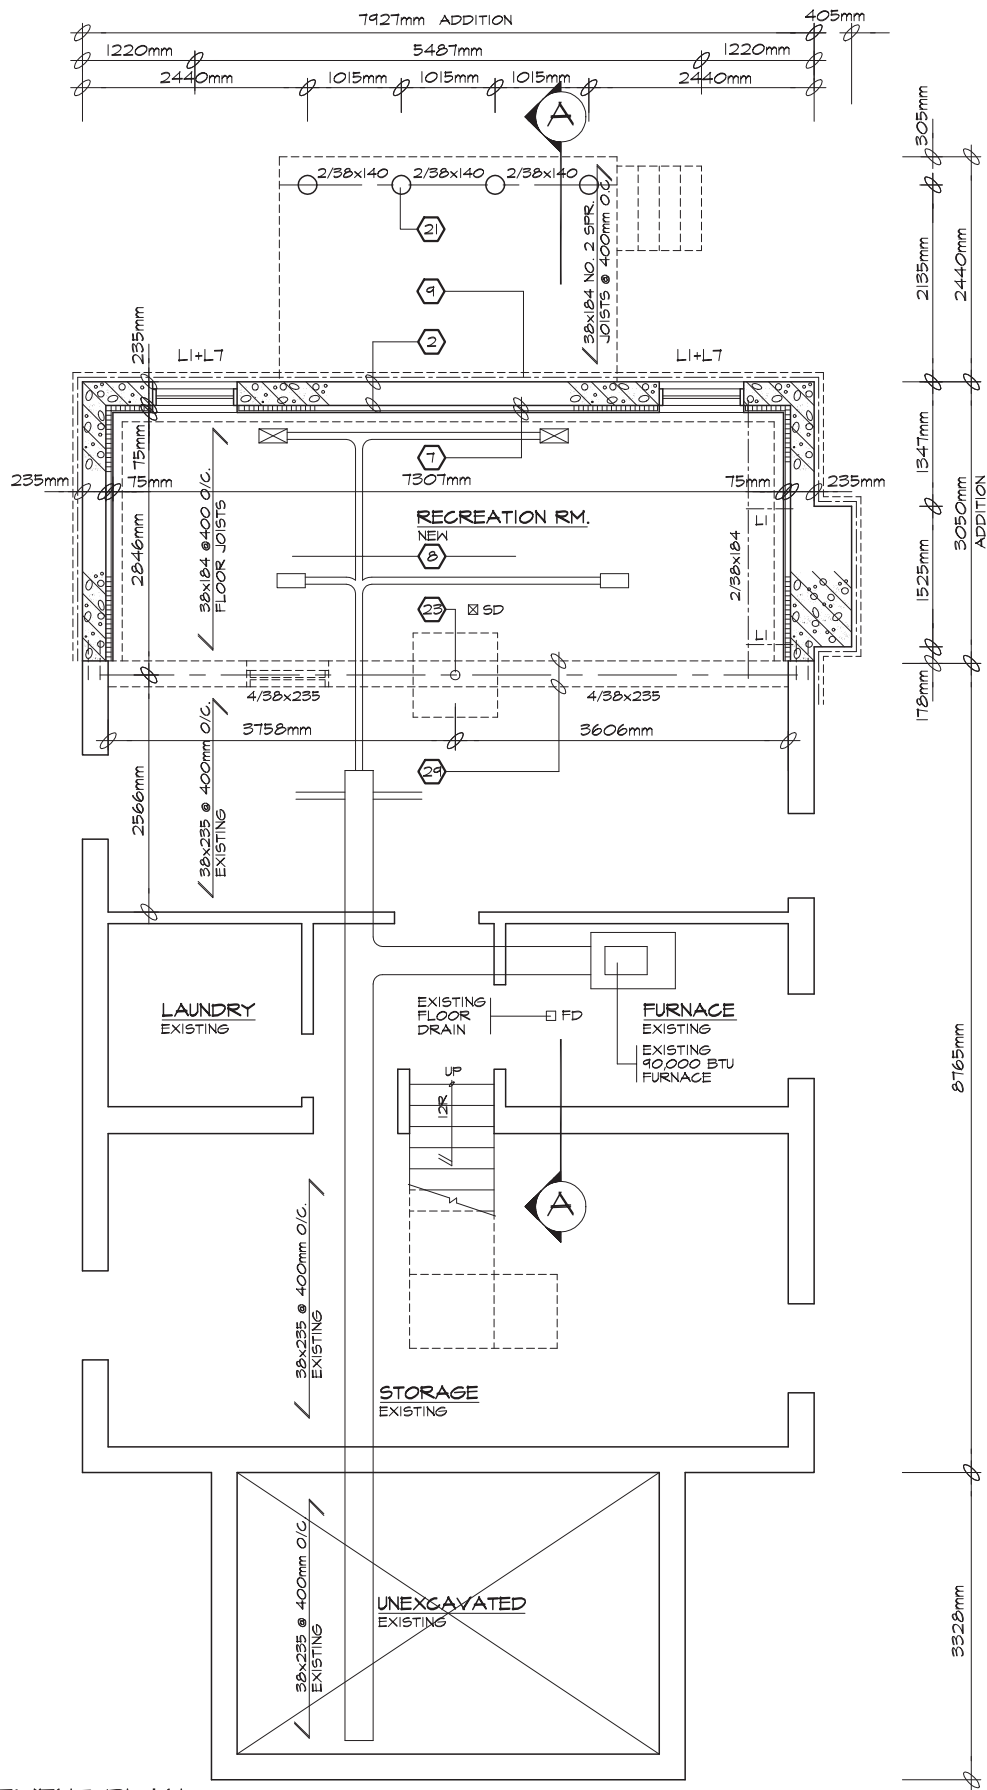 7927mm ADDITION
405mm
1220mm
5487mm
1220mm
2440mm
1015mm
1015mm
1015mm
2440mm
A
305mm
2/38x140
2/38x140
2/38x140
21
38x184 NO. 2 SPR.
JOISTS @ 400mm O.C.
2135mm
2440mm
9
2
235mm
L1+L7
L1+L7
75mm
7
1347mm
235mm
75mm
7307mm
75mm
235mm
3050mm
ADDITION
38x184 @400 O/C.
FLOOR JOISTS
RECREATION RM.
NEW
L1
2846mm
8
2/38x184
1525mm
23
SD
L1
4/38x235
4/38x235
178mm
3758mm
3606mm
38x235 @ 400mm O/C.
EXISTING
29
2566mm
LAUNDRY
EXISTING
EXISTING
FLOOR
DRAIN
FD
FURNACE
EXISTING
EXISTING
90,000 BTU
FURNACE
8765mm
UP
12R
A
38x235 @ 400mm O/C.
EXISTING
STORAGE
EXISTING
38x235 @ 400mm O/C.
EXISTING
UNEXCAVATED
EXISTING
3328mm